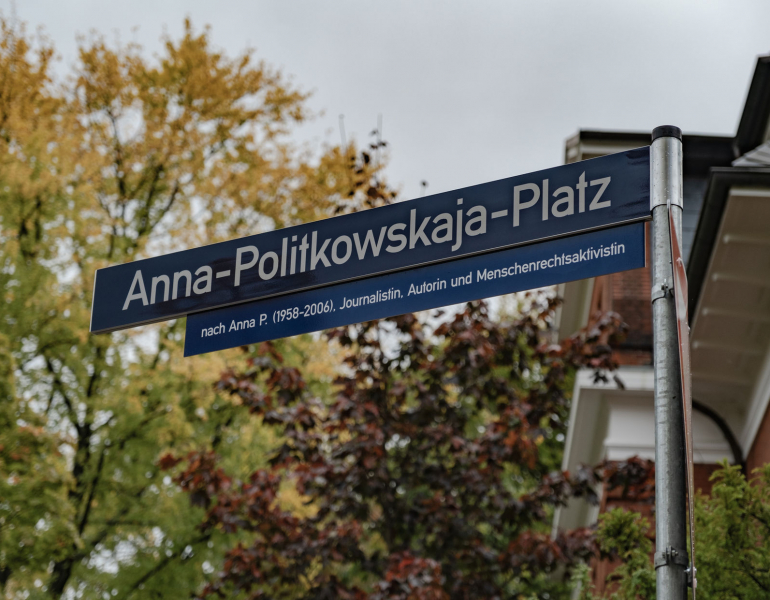 Anna-Politkowskaja-Platz
nach Anna P. (1958-2006), Journalistin, Autorin und Menschenrechtsaktivistin